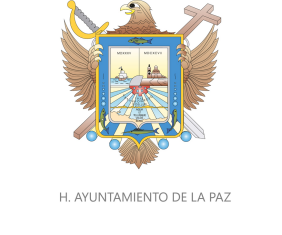 H. AYUNTAMIENTO DE LA PAZ